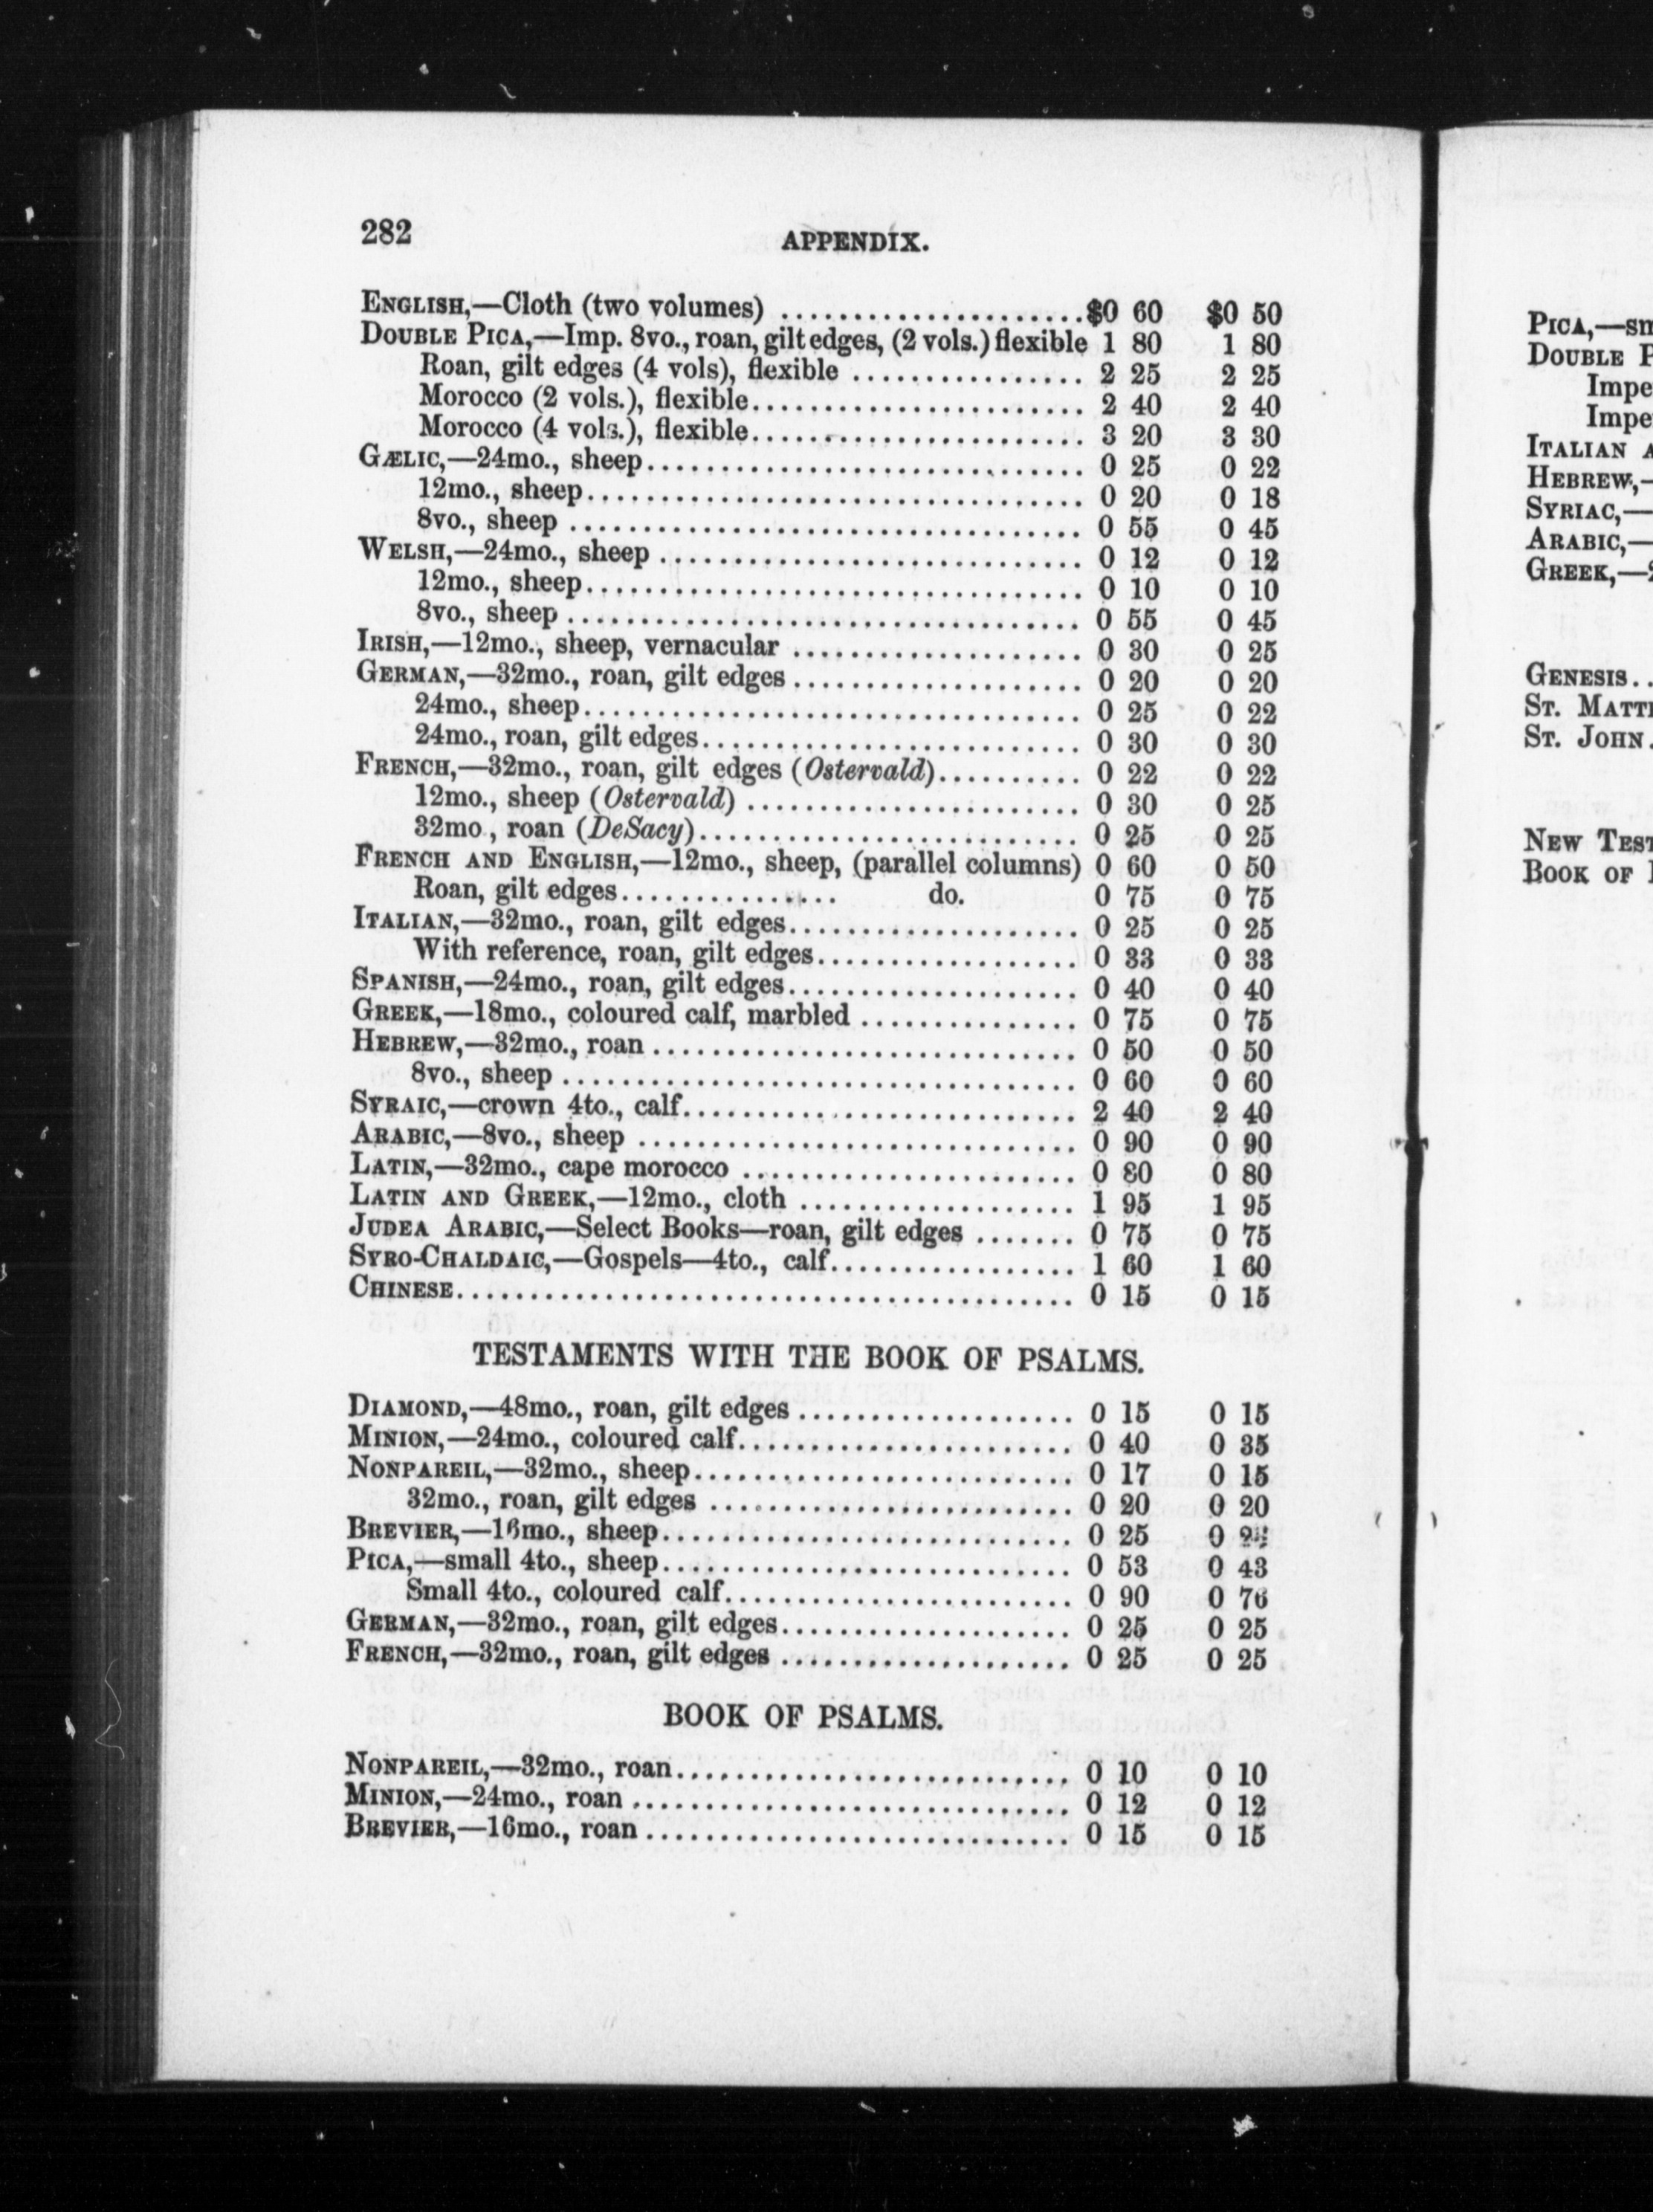 282 APPENDIX.
ENGLISH,—Cloth (two volumes) ....................$0 60 $0 50
DOUBLE PICA,—Imp. 8vo., roan, gilt edges, (2 vols.) flexible 1 80 1 80
Roan, gilt edges (4 vols), flexible ................ 2 25 2 25
Morocco (2 vols.), flexible....................... 2 40 2 40
Morocco (4 vols.), flexible....................... 3 20 3 30
GÆLIC,—24mo., sheep.............................. 0 25 0 22
12mo., sheep.................................. 0 20 0 18
8vo., sheep ................................... 0 55 0 45
WELSH,—24mo., sheep ............................. 0 12 0 12
12mo., sheep.................................. 0 10 0 10
8vo., sheep ................................... 0 55 0 45
IRISH,—12mo., sheep, vernacular .................... 0 30 0 25
GERMAN,—32mo., roan, gilt edges .................... 0 20 0 20
24mo., sheep.................................. 0 25 0 22
24mo., roan, gilt edges.......................... 0 30 0 30
FRENCH,—32mo., roan, gilt edges (Ostervald).......... 0 22 0 22
12mo., sheep (Ostervald) ....................... 0 30 0 25
32mo., roan (DeSacy).......................... 0 25 0 25
FRENCH AND ENGLISH,—12mo., sheep, (parallel columns) 0 60 0 50
Roan, gilt edges............... do. 0 75 0 75
ITALIAN,—32mo., roan, gilt edges.................... 0 25 0 25
With reference, roan, gilt edges.................. 0 33 0 33
SPANISH,—24mo., roan, gilt edges.................... 0 40 0 40
GREEK,—18mo., coloured calf, marbled ............... 0 75 0 75
HEBREW,—32mo., roan ............................. 0 50 0 50
8vo., sheep ................................... 0 60 0 60
SYRAIC,—crown 4to., calf........................... 2 40 2 40
ARABIC,—8vo., sheep .............................. 0 90 0 90
LATIN,—32mo., cape morocco ....................... 0 80 0 80
LATIN AND GREEK,—12mo., cloth ................... 1 95 1 95
JUDEA ARABIC,—Select Books—roan, gilt edges ....... 0 75 0 75
SYRO-CHALDAIC,—Gospels—4to., calf................. 1 60 1 60
CHINESE.......................................... 0 15 0 15
TESTAMENTS WITH THE BOOK OF PSALMS.
DIAMOND,—48mo., roan, gilt edges ................... 0 15 0 15
MINION,—24mo., coloured calf....................... 0 40 0 35
NONPAREIL,—32mo., sheep.......................... 0 17 0 15
32mo., roan, gilt edges ......................... 0 20 0 20
BREVIER,—16mo., sheep............................ 0 25 0
PICA,—small 4to., sheep............................ 0 53 0 43
Small 4to., coloured calf........................ 0 90 0 76
GERMAN,—32mo., roan, gilt edges.................... 0 25 0 25
FRENCH,—32mo., roan, gilt edges .................... 0 25 0 25
BOOK OF PSALMS.
NONPAREIL,—32mo., roan........................... 0 10 0 10
MINION,—24mo., roan .............................. 0 12 0 12
BREVIER,—16mo., roan ............................. 0 15 0 15
PICA,—
DOUBLE
ITALIAN
HEBREW,—
SYRIAC,—
ARABIC,—
GREEK,—
GENESIS..
ST.
ST. JOHN.
NEW
BOOK OF